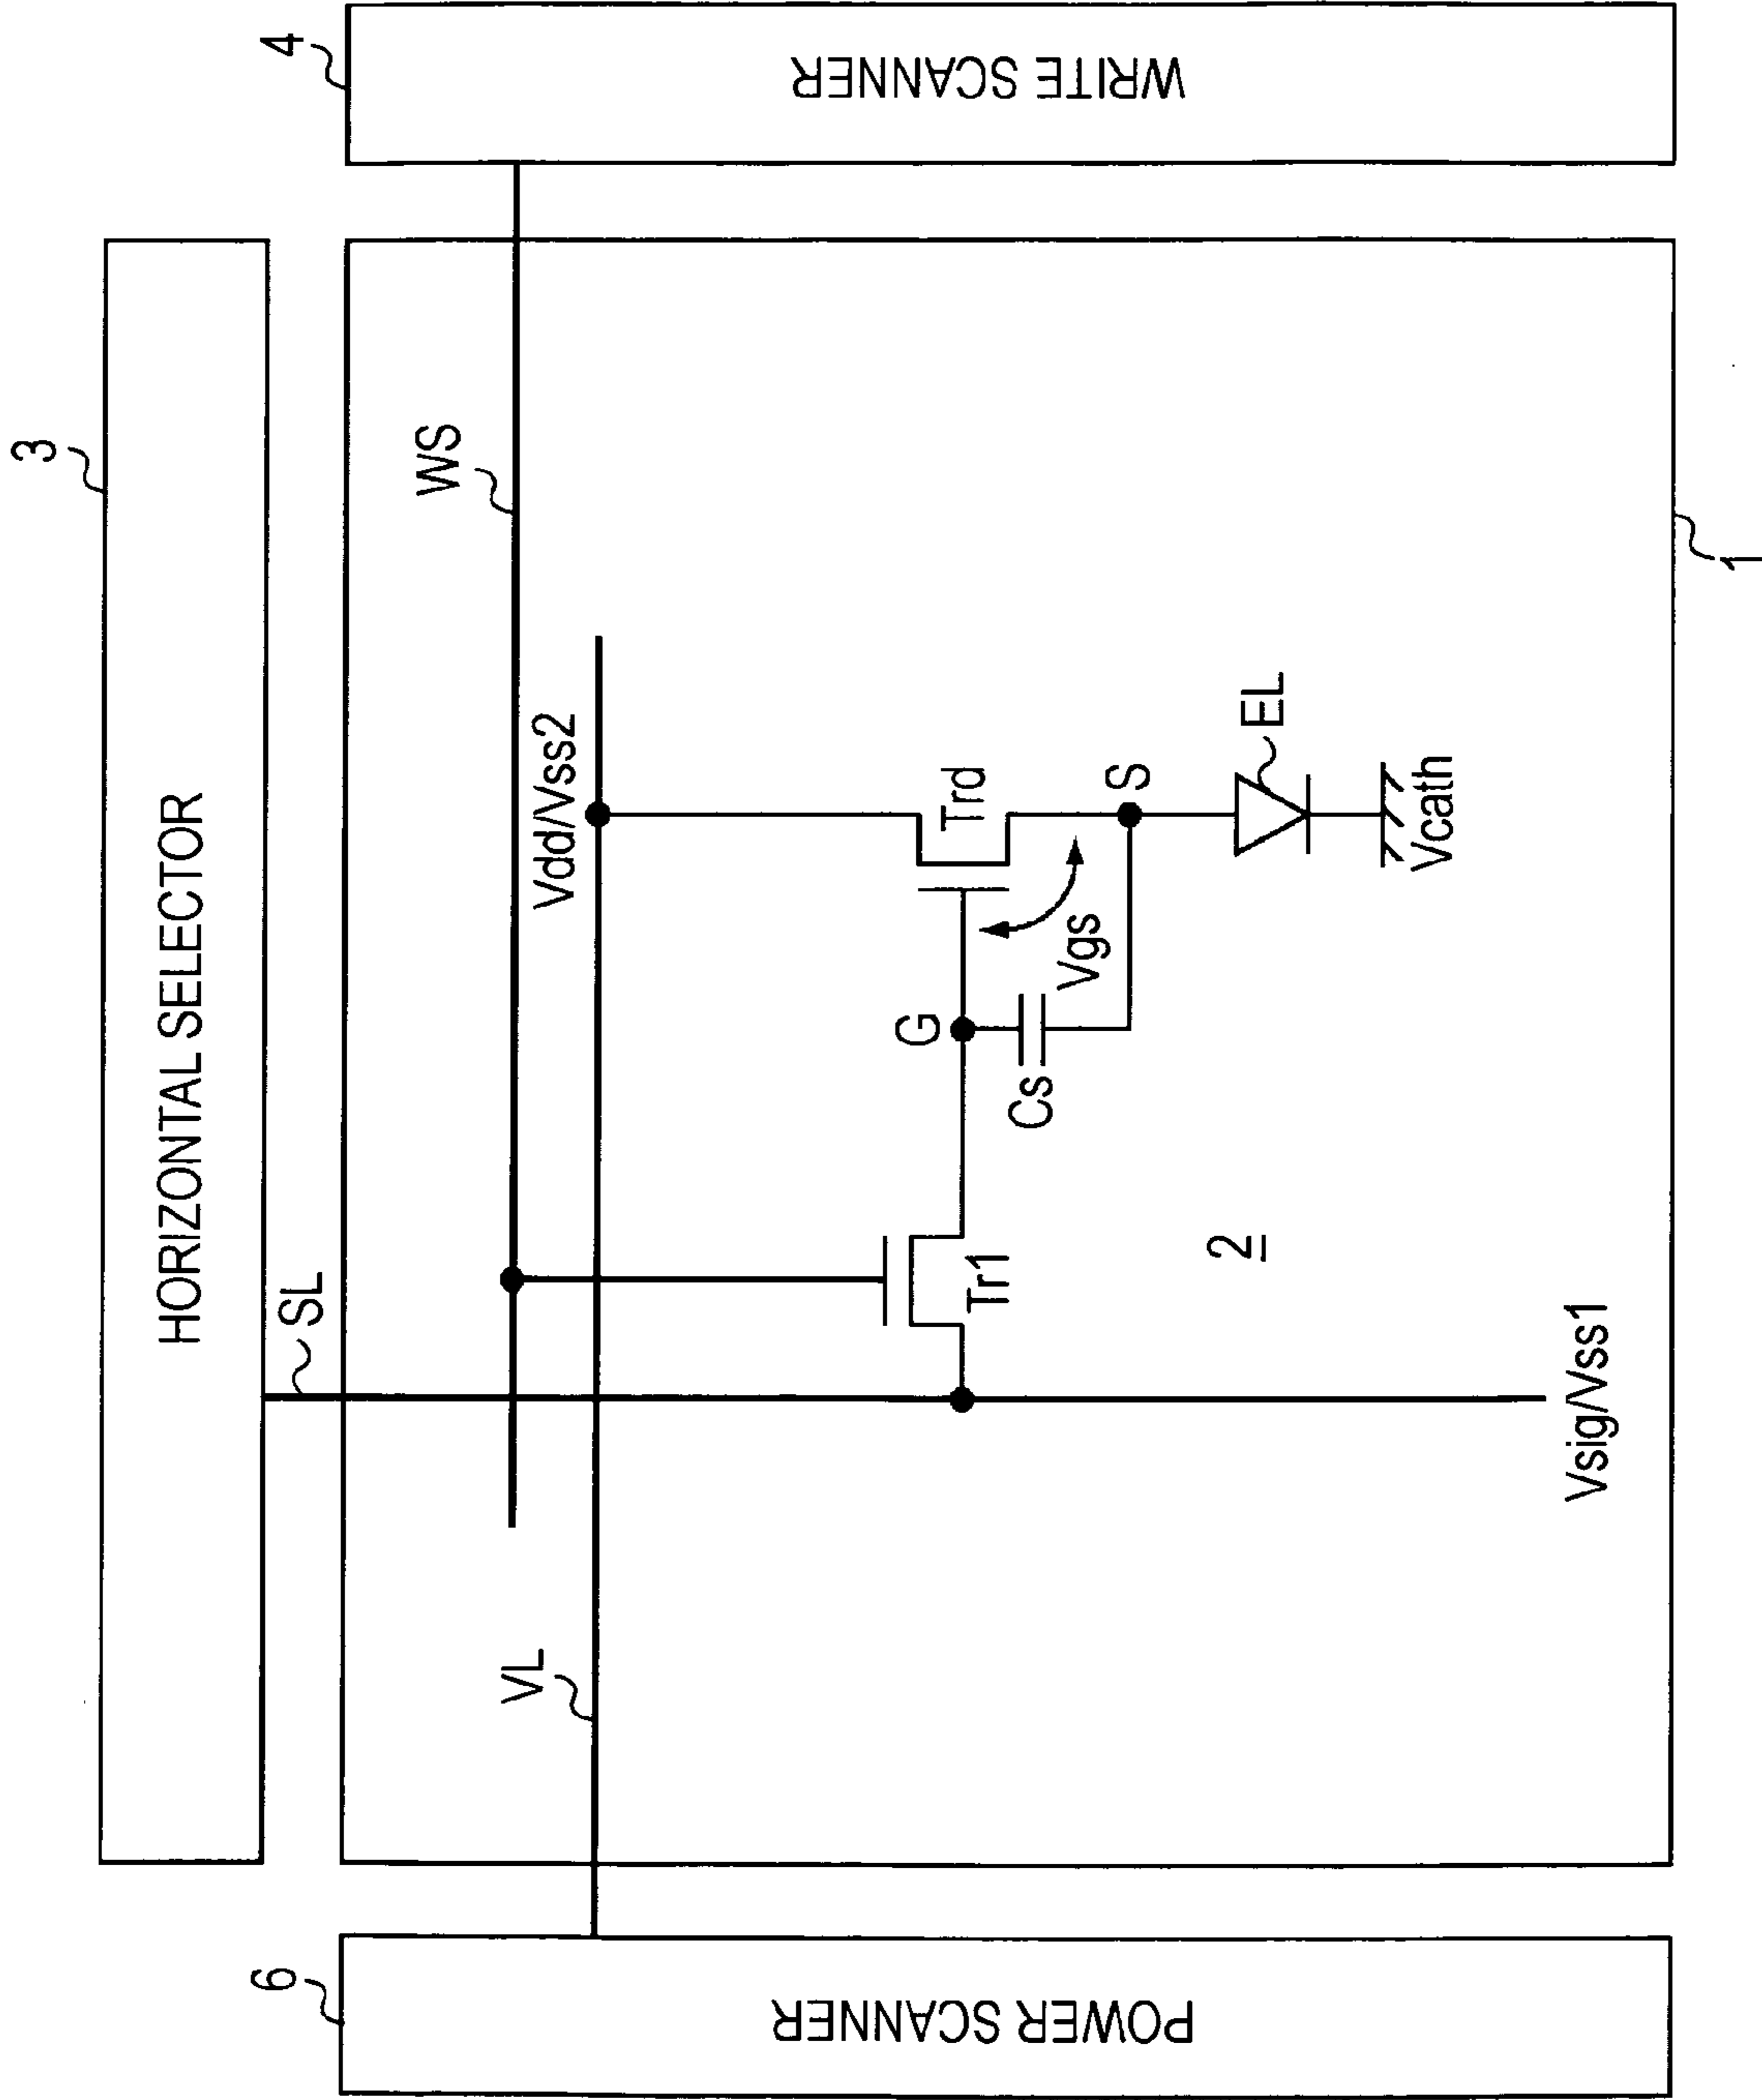 3
HORIZONTAL SELECTOR
4
WRITE SCANNER
6
POWER SCANNER
SL
WS
VL
Vdd/Vss2
Trd
G
S
Vgs
Cs
Tr1
EL
2
Vcath
Vsig/Vss1
1